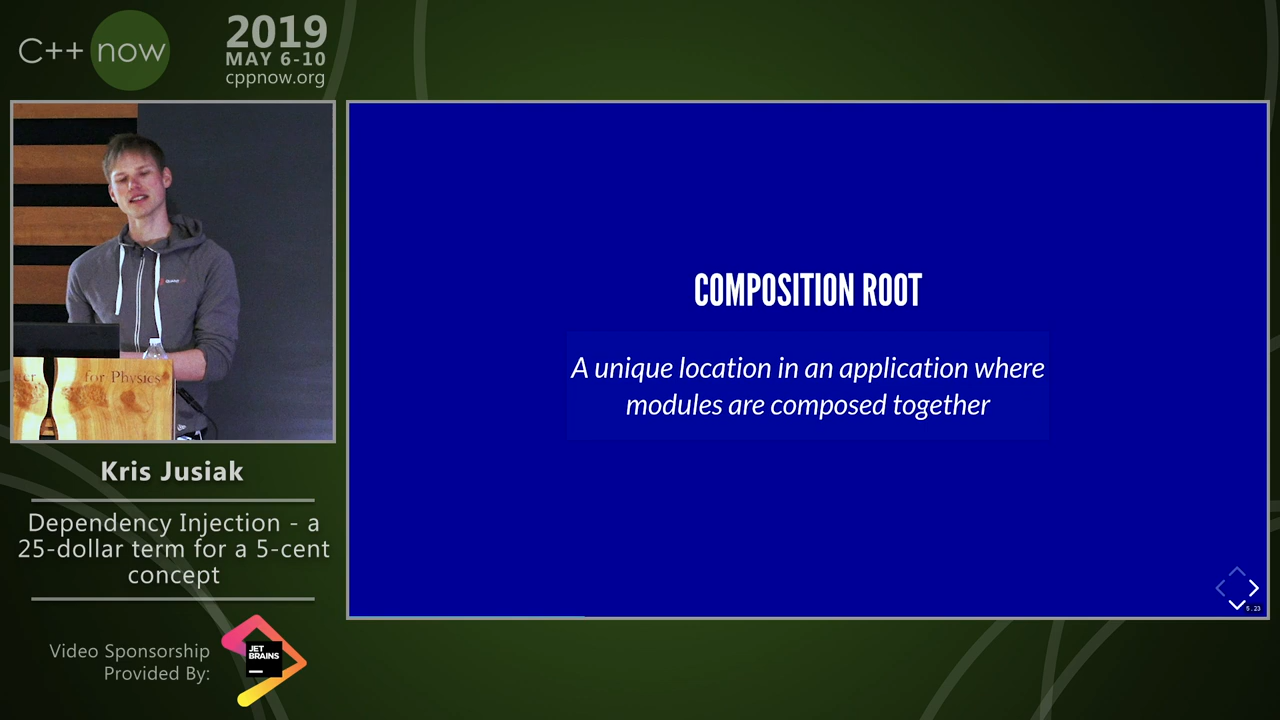 C++ now
2019
MAY 6-10
cppnow.org
for Physics
COMPOSITION ROOT
A unique location in an application where
modules are composed together
5.23
Kris Jusiak
Dependency Injection - a
25-dollar term for a 5-cent
concept
Video Sponsorship
Provided By:
JET
BRAINS